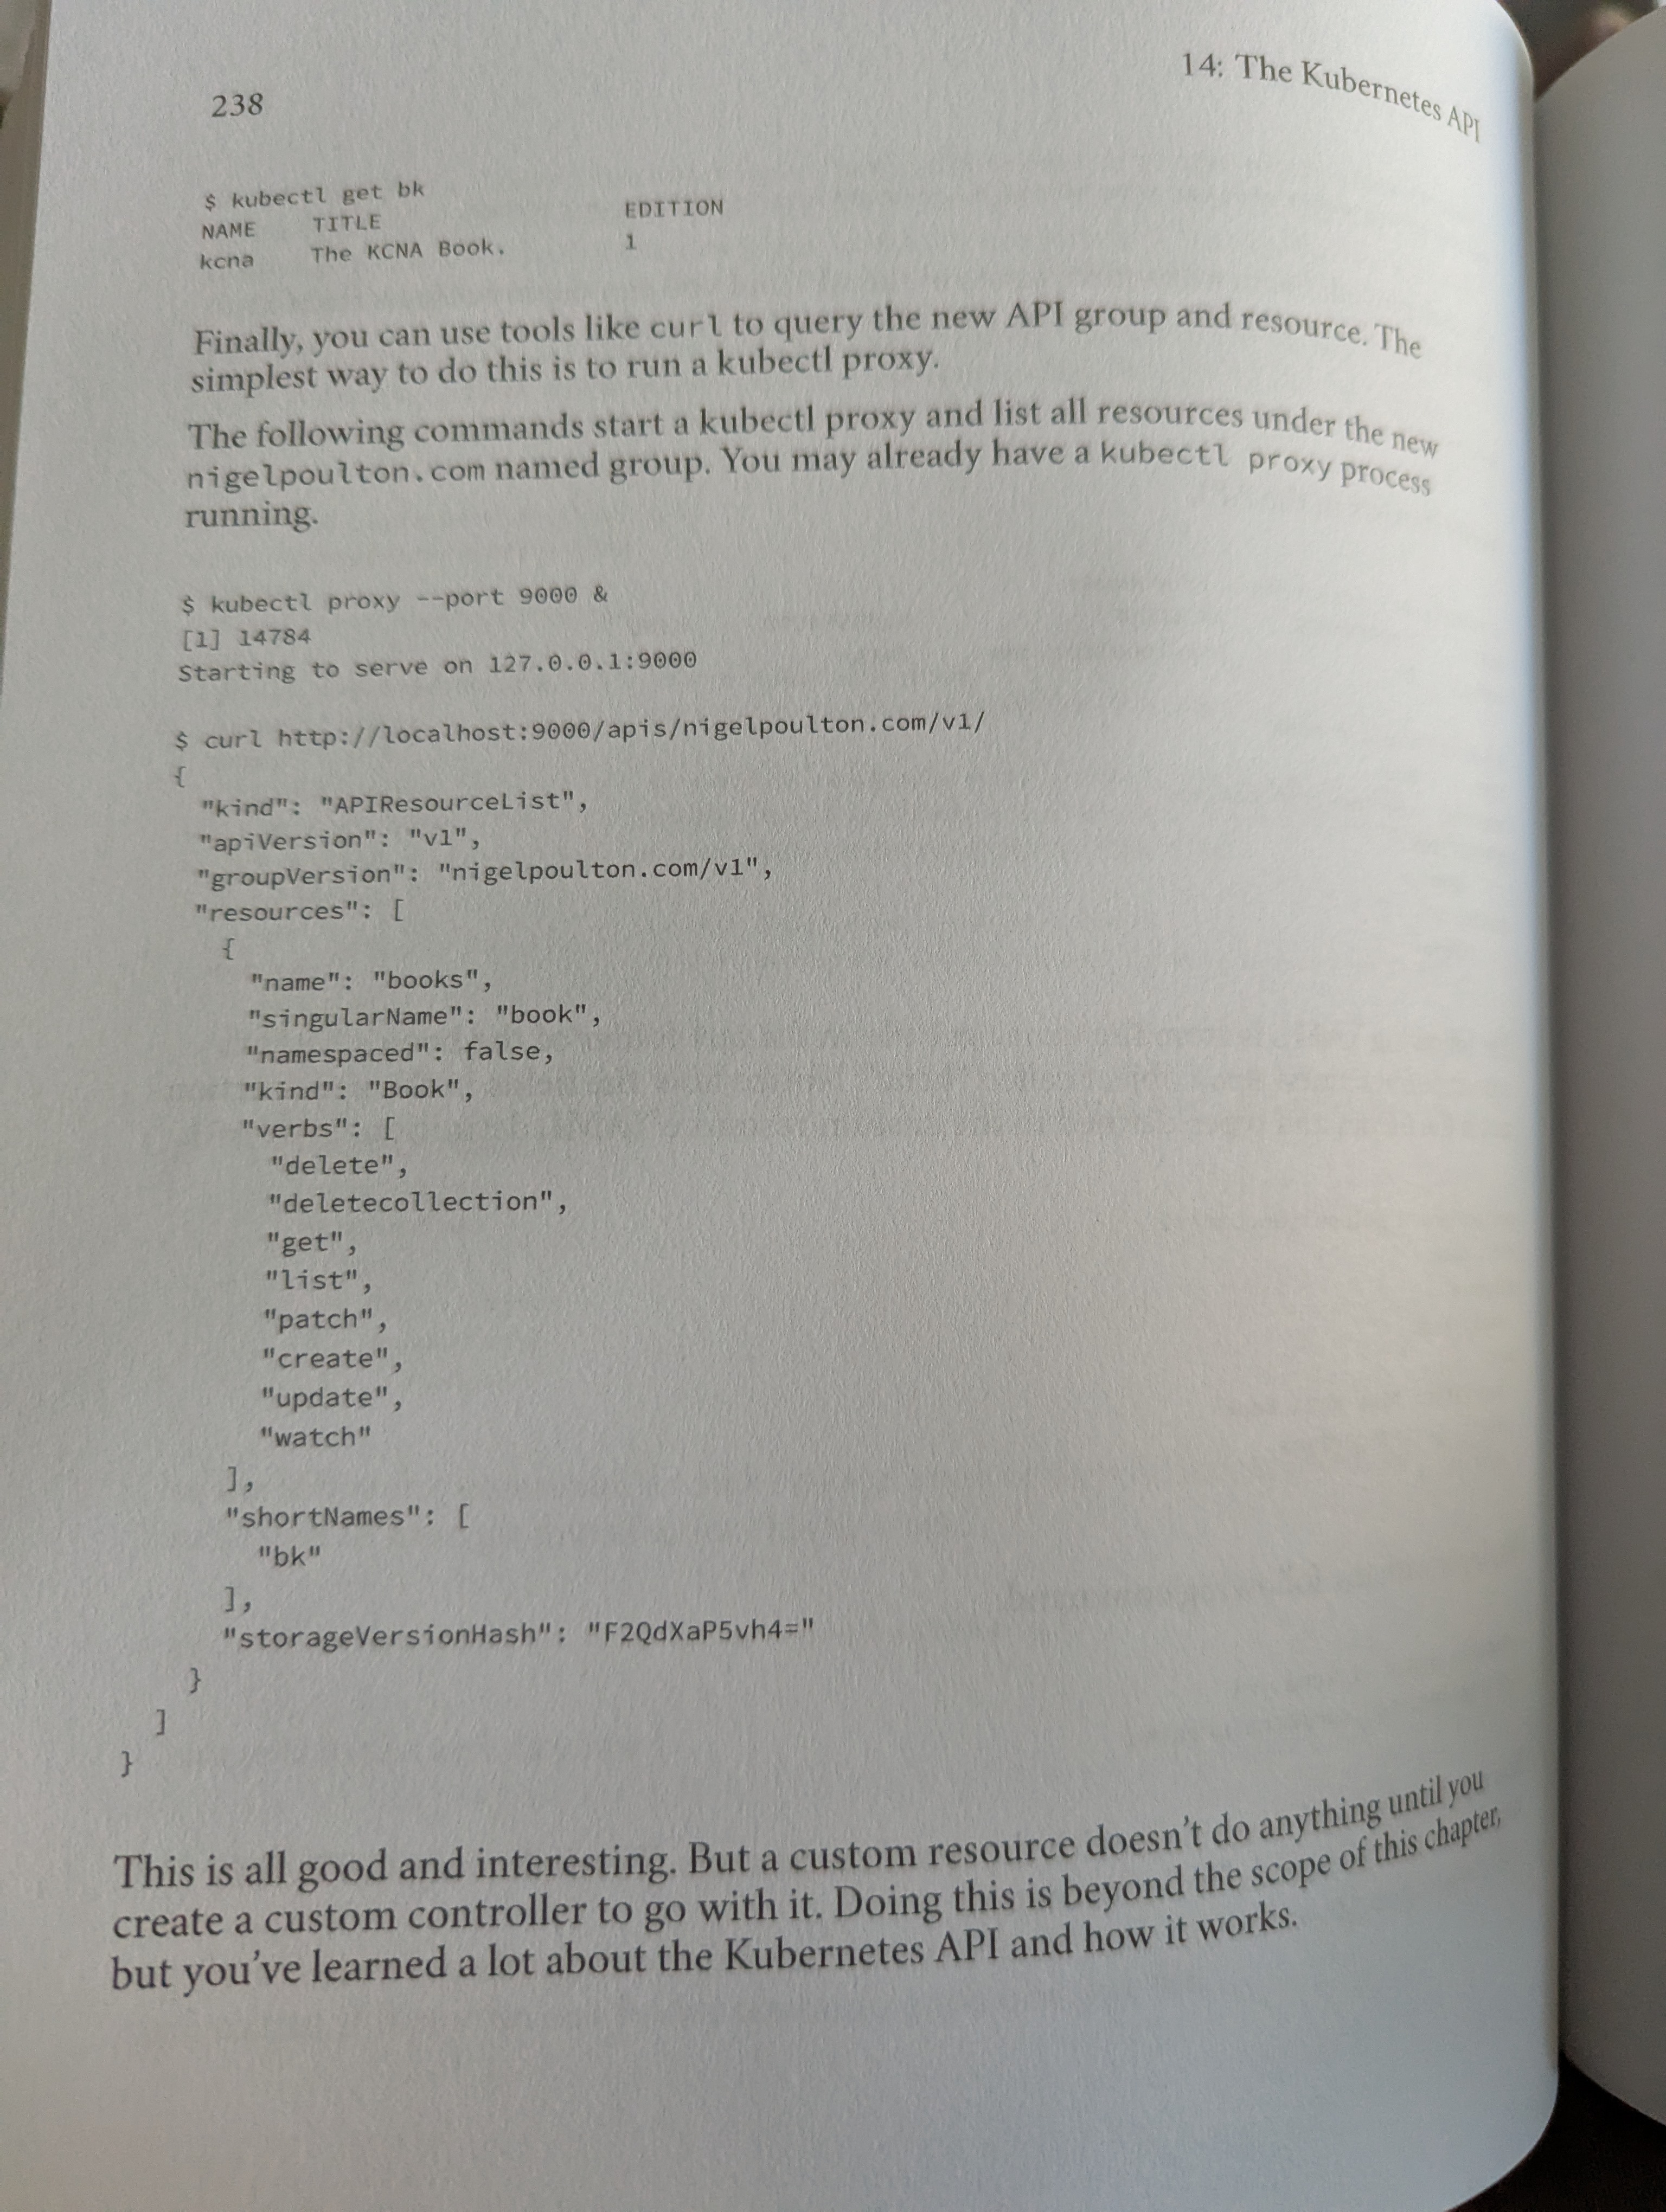 238
14: The Kubernetes API
$ kubectl get bk
NAME    TITLE    EDITION
kcna    The KCNA Book.    1
Finally, you can use tools like curl to query the new API group and resource. The
simplest way to do this is to run a kubectl proxy.
The following commands start a kubectl proxy and list all resources under the new
nigelpoulton.com named group. You may already have a kubectl proxy process
running.
$ kubectl proxy --port 9000 &
[1] 14784
Starting to serve on 127.0.0.1:9000
$ curl http://localhost:9000/apis/nigelpoulton.com/v1/
{
  "kind": "APIResourceList",
  "apiVersion": "v1",
  "groupVersion": "nigelpoulton.com/v1",
  "resources": [
    {
      "name": "books",
      "singularName": "book",
      "namespaced": false,
      "kind": "Book",
      "verbs": [
        "delete",
        "deletecollection",
        "get",
        "list",
        "patch",
        "create",
        "update",
        "watch"
      ],
      "shortNames": [
        "bk"
      ],
      "storageVersionHash": "F2QdXaP5vh4="
    }
  ]
}
This is all good and interesting. But a custom resource doesn't do anything until you
create a custom controller to go with it. Doing this is beyond the scope of this chapter,
but you've learned a lot about the Kubernetes API and how it works.